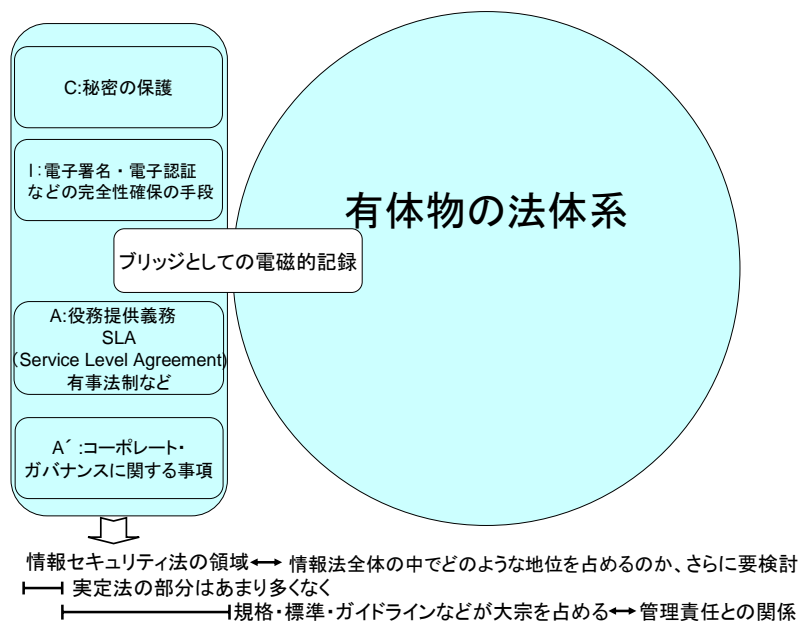 C:秘密の保護
I:電子署名・電子認証
などの完全性確保の手段
有体物の法体系
ブリッジとしての電磁的記録
A:役務提供義務
SLA
(Service Level Agreement)
有事法制など
A´:コーポレート・
ガバナンスに関する事項
情報セキュリティ法の領域↔ 情報法全体の中でどのような地位を占めるのか、さらに要検討
実定法の部分はあまり多くなく
規格・標準・ガイドラインなどが大宗を占める↔管理責任との関係